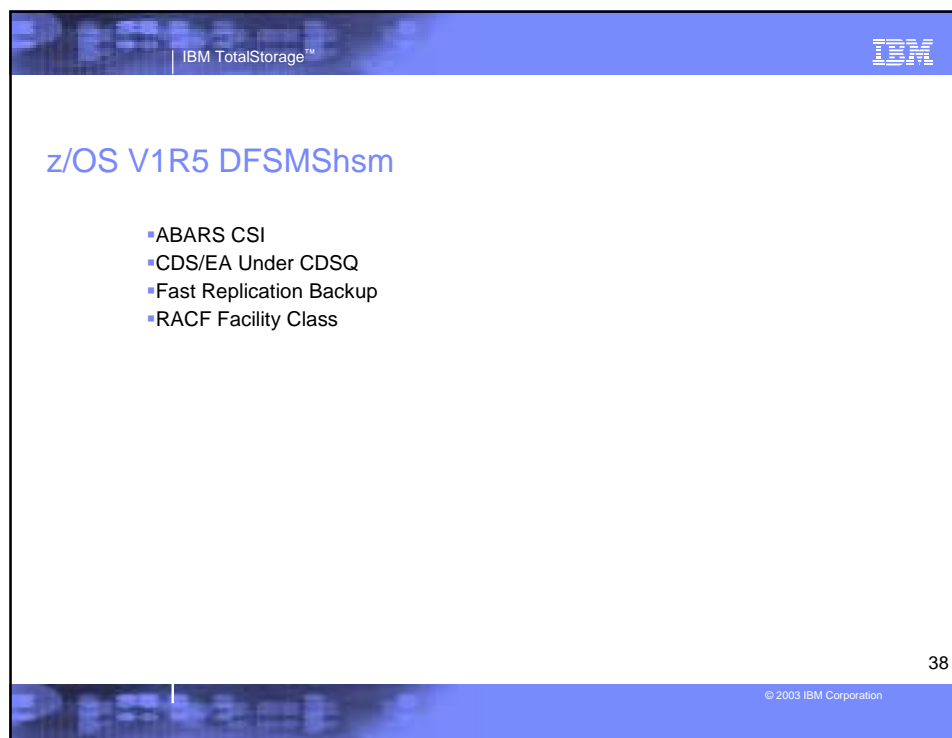 IBM TotalStorage™
IBM
z/OS V1R5 DFSMShsm
▪ABARS CSI
▪CDS/EA Under CDSQ
▪Fast Replication Backup
▪RACF Facility Class
38
© 2003 IBM Corporation